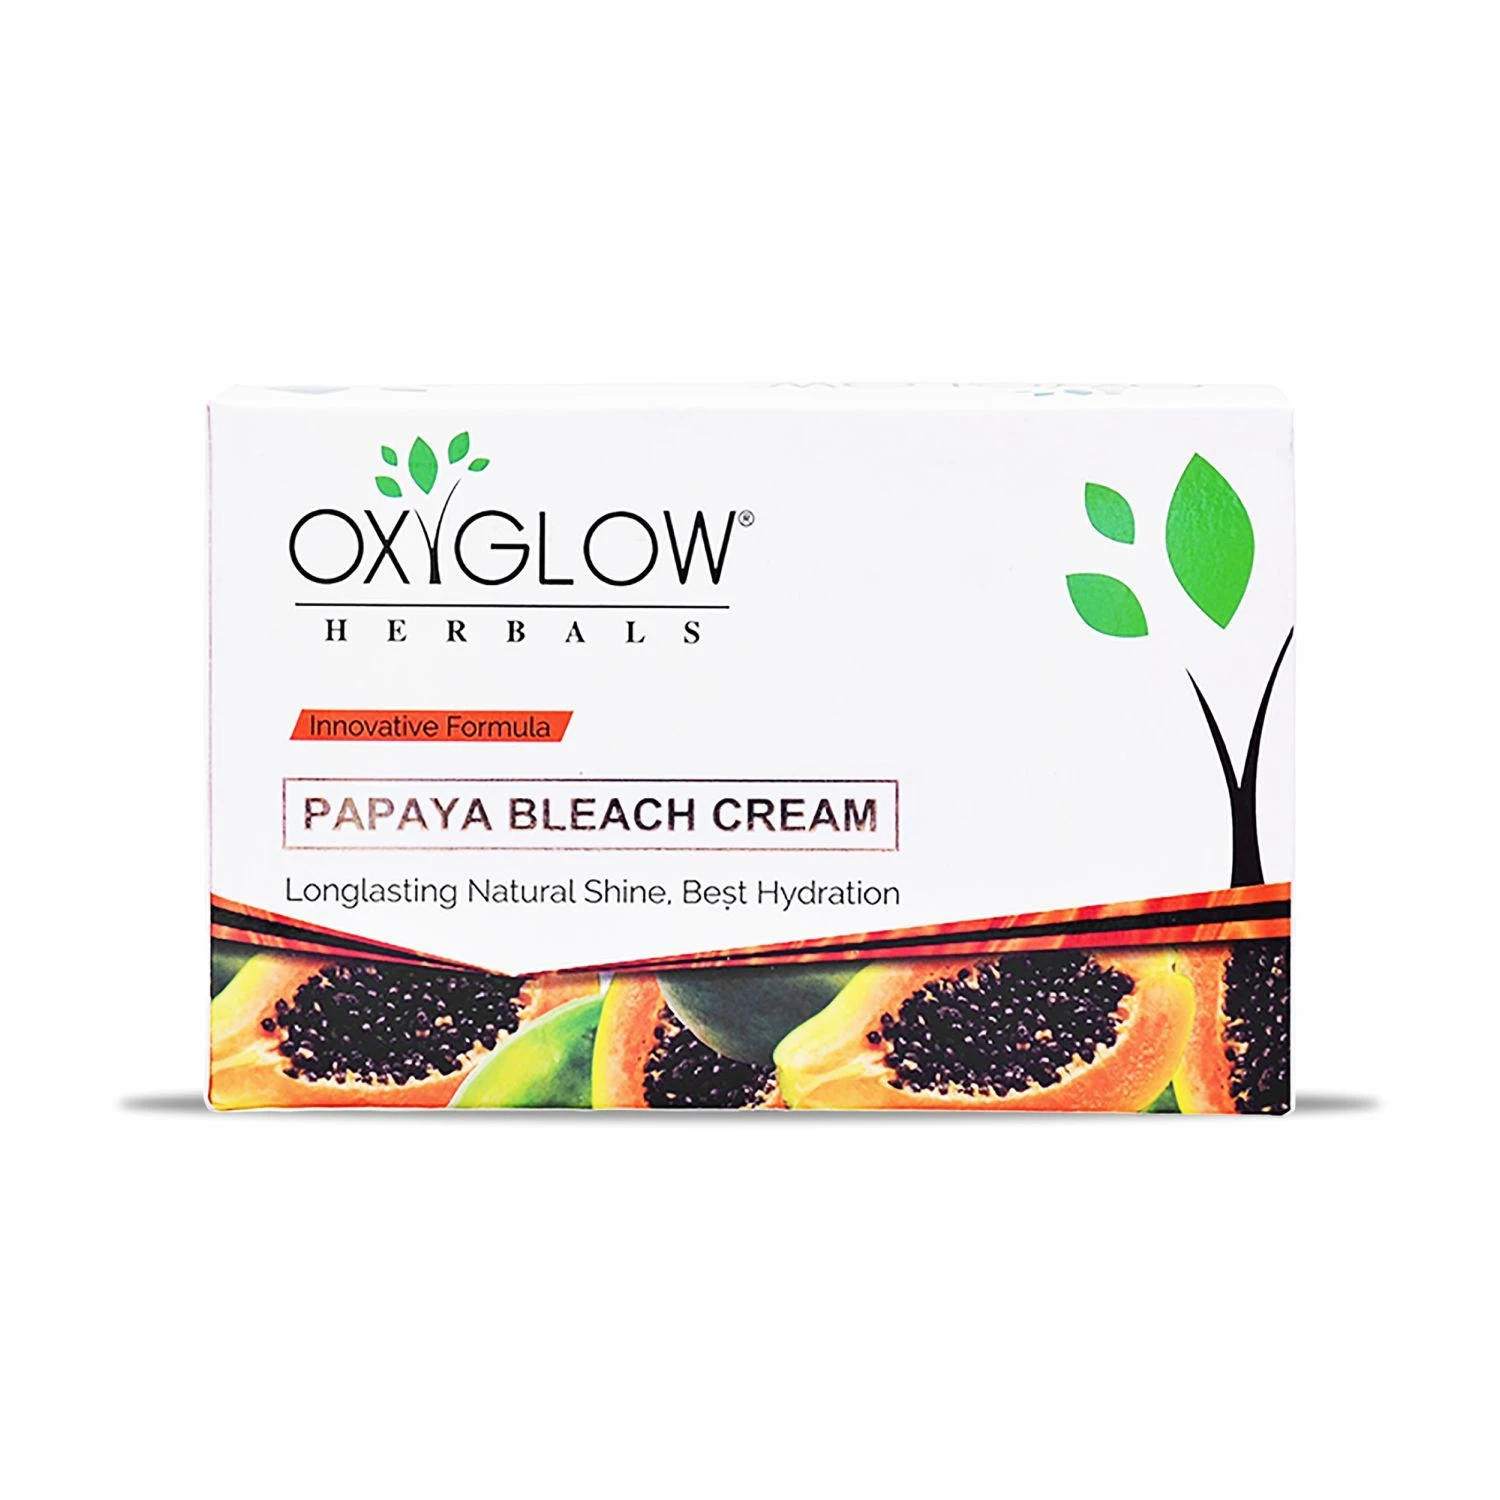 OXYGLOW®
HERBALS
Innovative Formula
PAPAYA BLEACH CREAM
Longlasting Natural Shine, Best Hydration